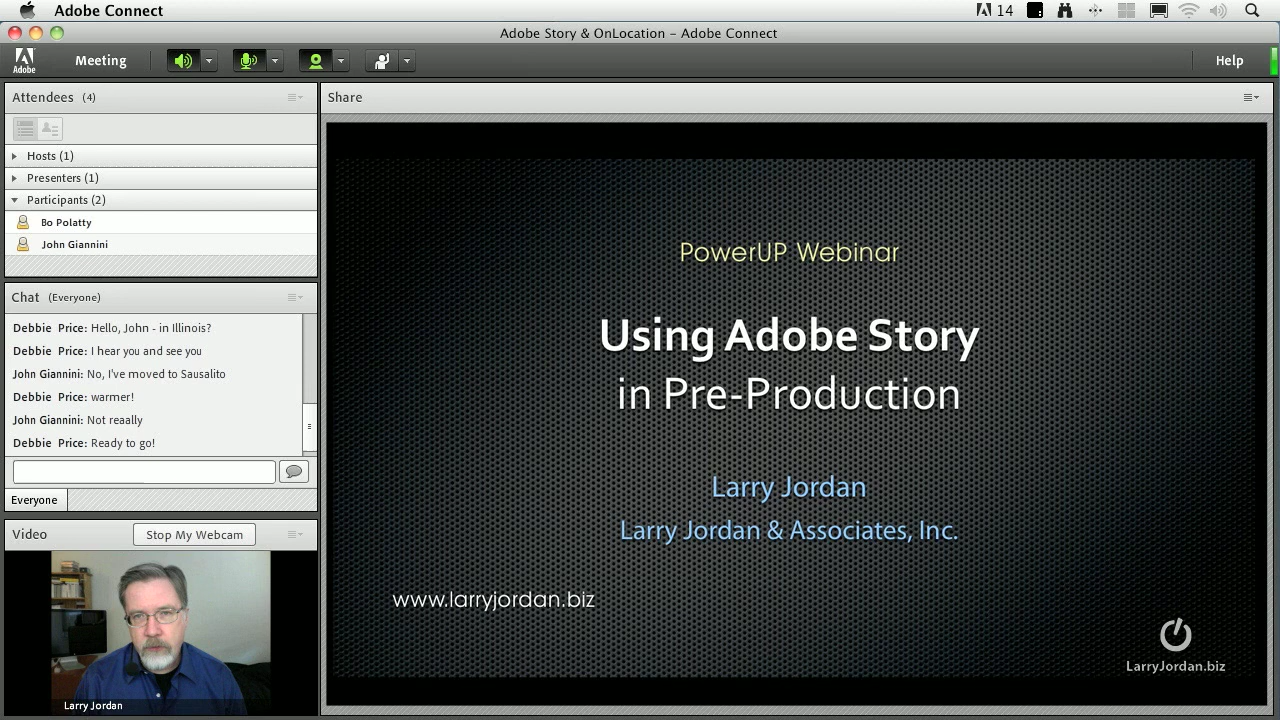 Adobe Connect
14
Adobe Story & OnLocation – Adobe Connect
Adobe
Meeting
Help
Attendees (4)
Hosts (1)
Presenters (1)
Participants (2)
Bo Polatty
John Giannini
Chat (Everyone)
Debbie Price: Hello, John - in Illinois?
Debbie Price: I hear you and see you
John Giannini: No, I've moved to Sausalito
Debbie Price: warmer!
John Giannini: Not reaally
Debbie Price: Ready to go!
Everyone
Video
Stop My Webcam
Larry Jordan
Share
PowerUP Webinar
Using Adobe Story
in Pre-Production
Larry Jordan
Larry Jordan & Associates, Inc.
www.larryjordan.biz
LarryJordan.biz